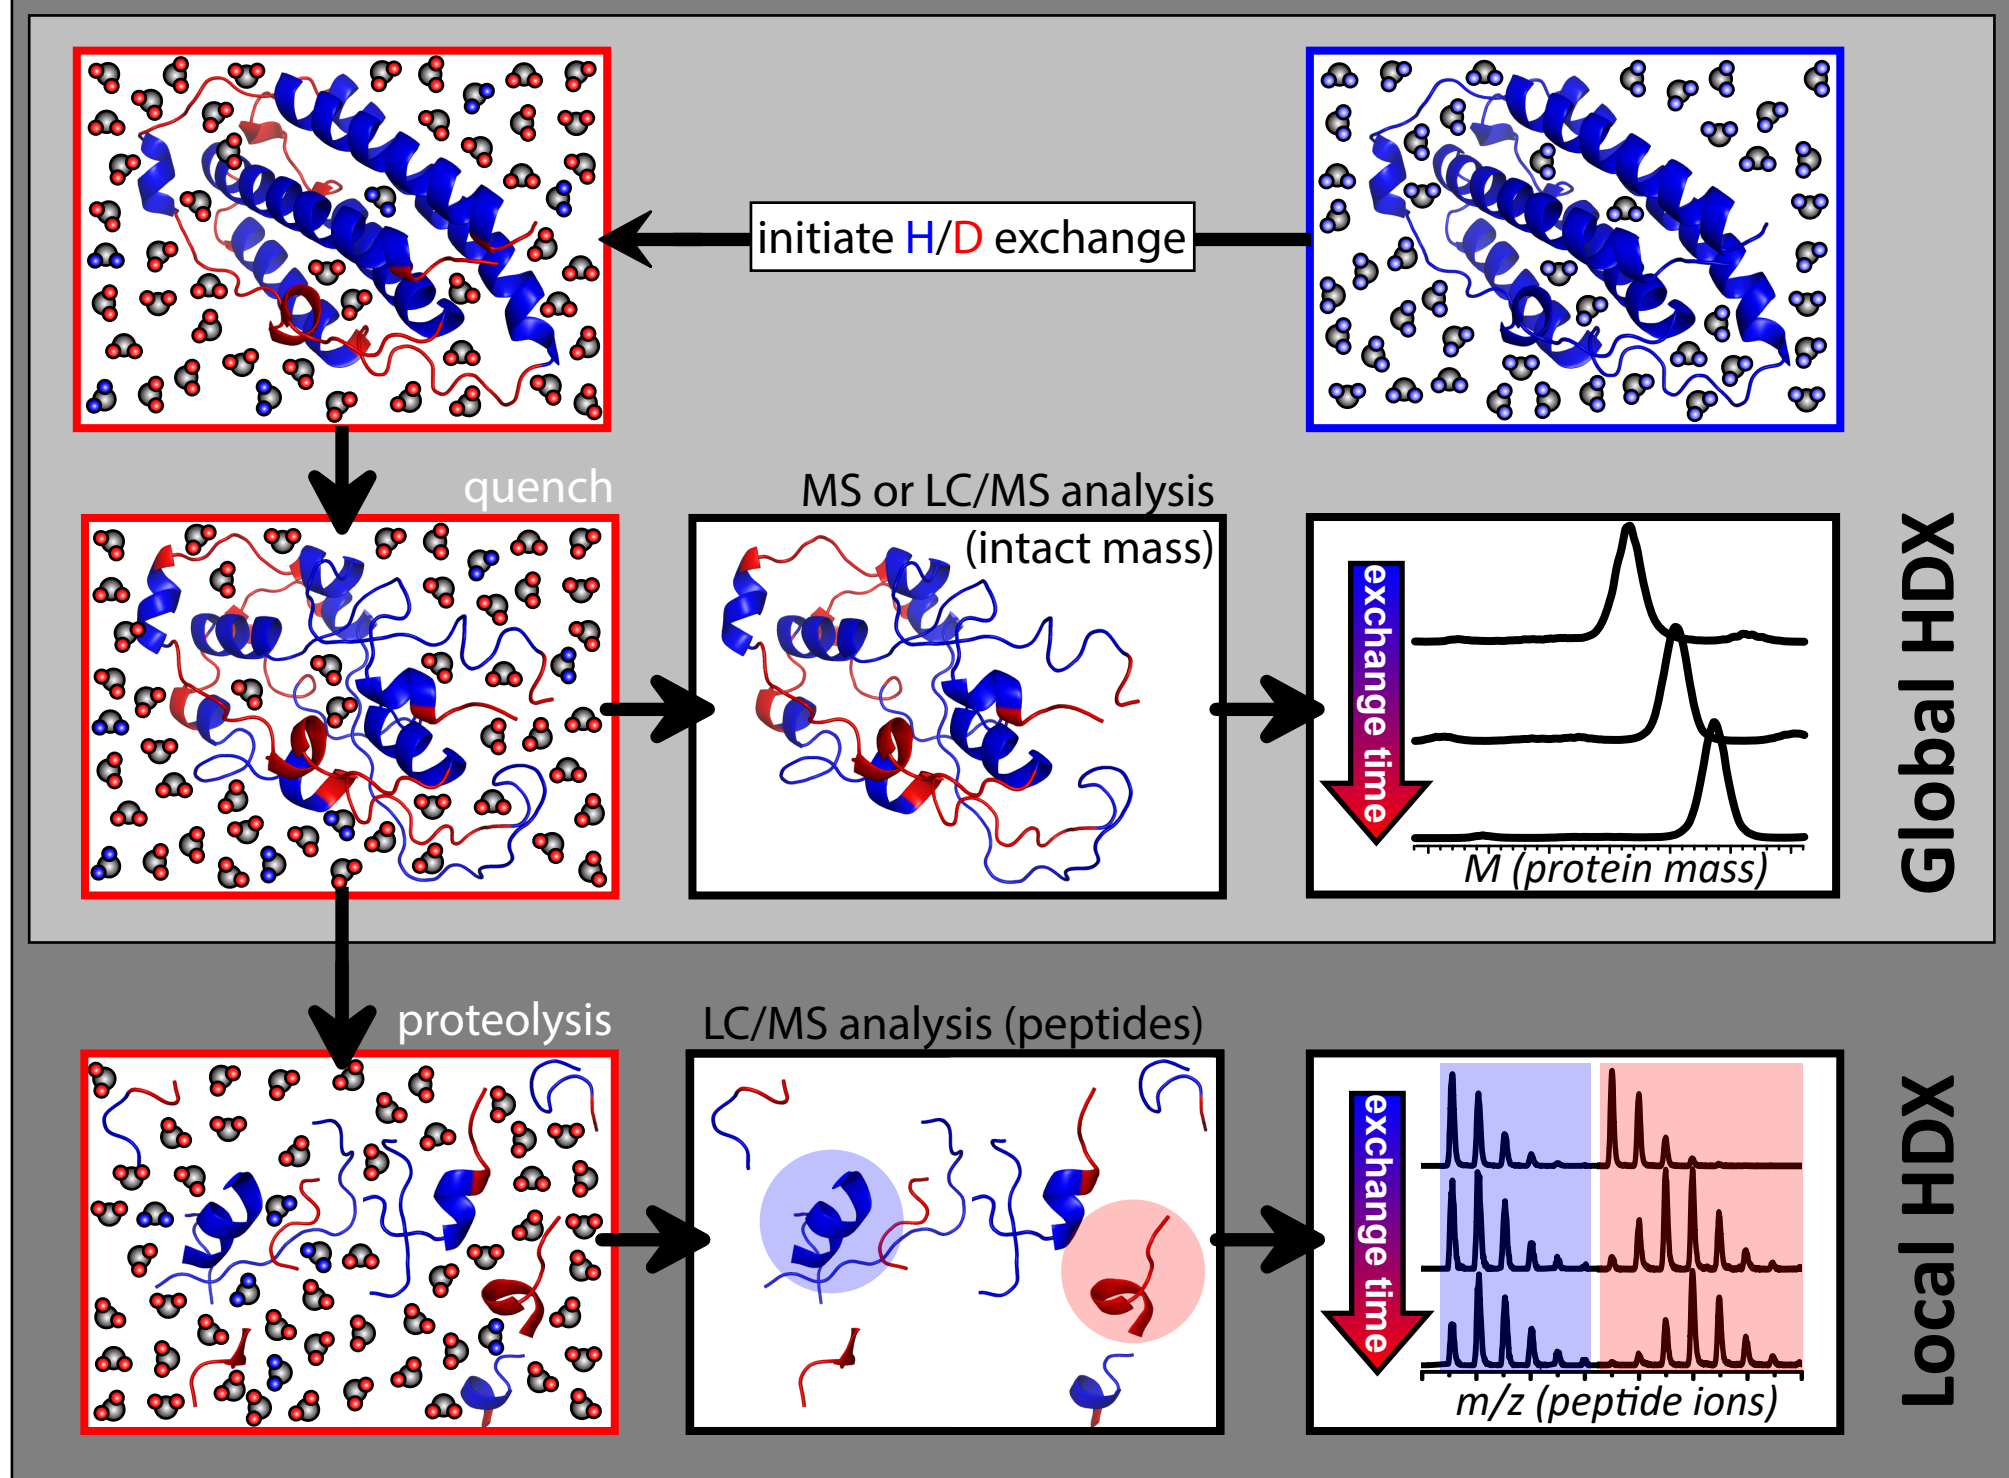 initiate H/D exchange
quench
MS or LC/MS analysis
(intact mass)
exchange time
M (protein mass)
Global HDX
proteolysis
LC/MS analysis (peptides)
exchange time
m/z (peptide ions)
Local HDX